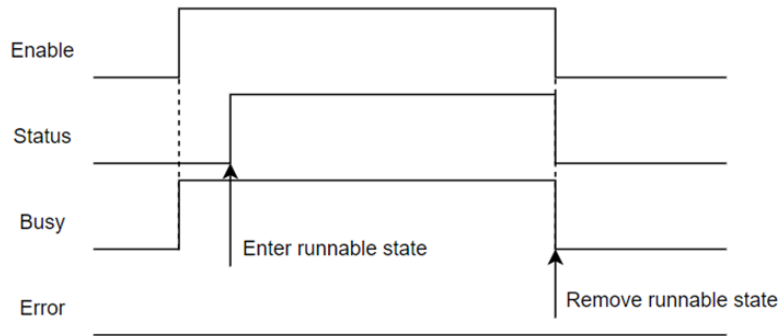 Enable
Status
Busy
Enter runnable state
Remove runnable state
Error